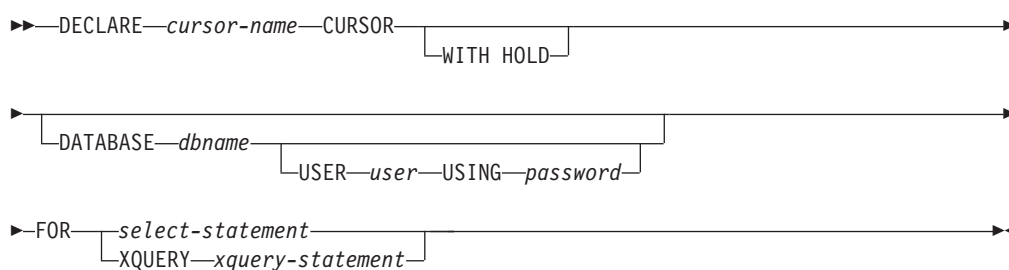 DECLARE cursor-name CURSOR
WITH HOLD
DATABASE dbname
USER user USING password
FOR select-statement
XQUERY xquery-statement